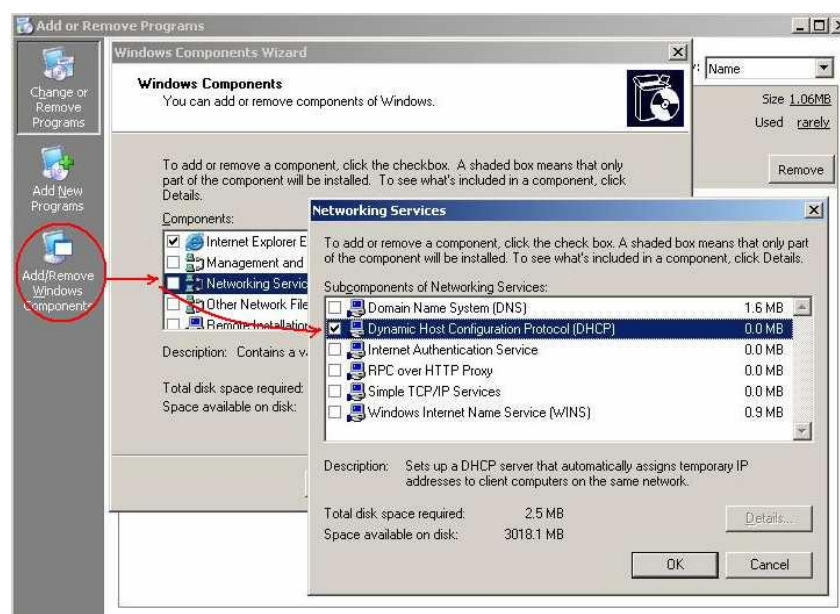 Add or Remove Programs
Change or
Remove
Programs
Add New
Programs
Add/Remove
Windows
Components
Name
Size 1.06MB
Used rarely
Remove
Windows Components Wizard
Windows Components
You can add or remove components of Windows.
To add or remove a component, click the checkbox. A shaded box means that only
part of the component will be installed. To see what's included in a component, click
Details.
Components:
Internet Explorer E
Management and
Networking Servic
Other Network File
Remote Installation
Description: Contains a v
Total disk space required:
Space available on disk:
Networking Services
To add or remove a component, click the check box. A shaded box means that only part
of the component will be installed. To see what's included in a component, click Details.
Subcomponents of Networking Services:
Domain Name System (DNS) 1.6 MB
Dynamic Host Configuration Protocol (DHCP) 0.0 MB
Internet Authentication Service 0.0 MB
RPC over HTTP Proxy 0.0 MB
Simple TCP/IP Services 0.0 MB
Windows Internet Name Service (WINS) 0.9 MB
Description: Sets up a DHCP server that automatically assigns temporary IP
addresses to client computers on the same network.
Total disk space required: 2.5 MB
Space available on disk: 3018.1 MB
Details...
OK Cancel